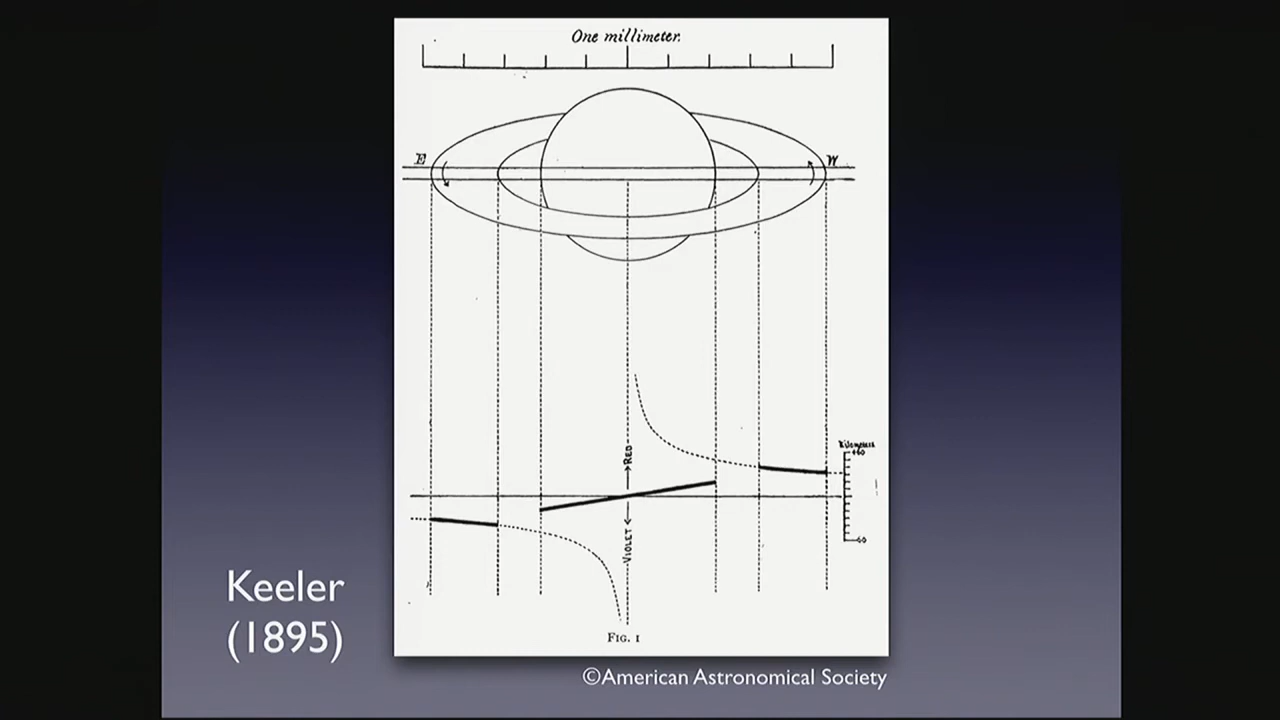 One millimeter.
E
W
RED
VIOLET
Kilometers
+60
-60
FIG. 1
Keeler
(1895)
©American Astronomical Society